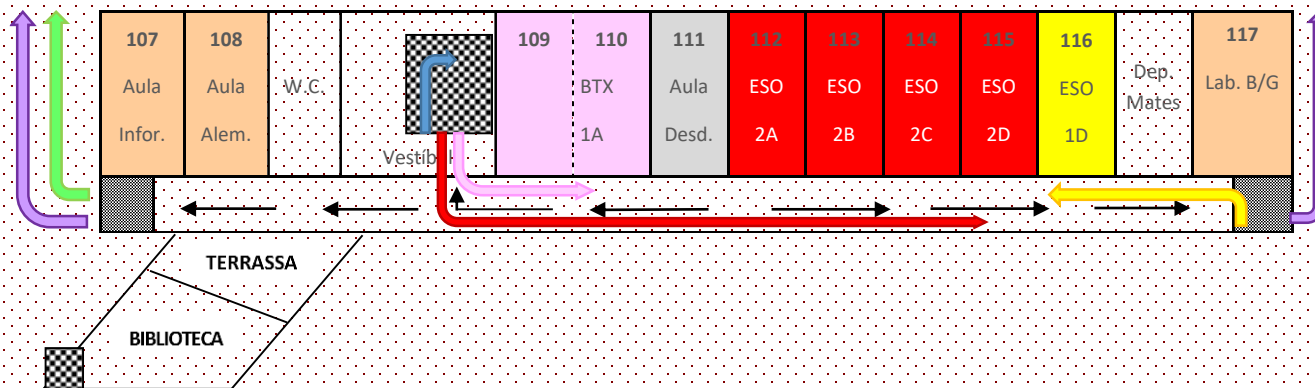 107
Aula
Infor.
108
Aula
Alem.
W.C.
Vestíb
109
110
BTX
1A
111
Aula
Desd.
112
ESO
2A
113
ESO
2B
114
ESO
2C
115
ESO
2D
116
ESO
1D
Dep.
Mates
117
Lab. B/G
TERRASSA
BIBLIOTECA